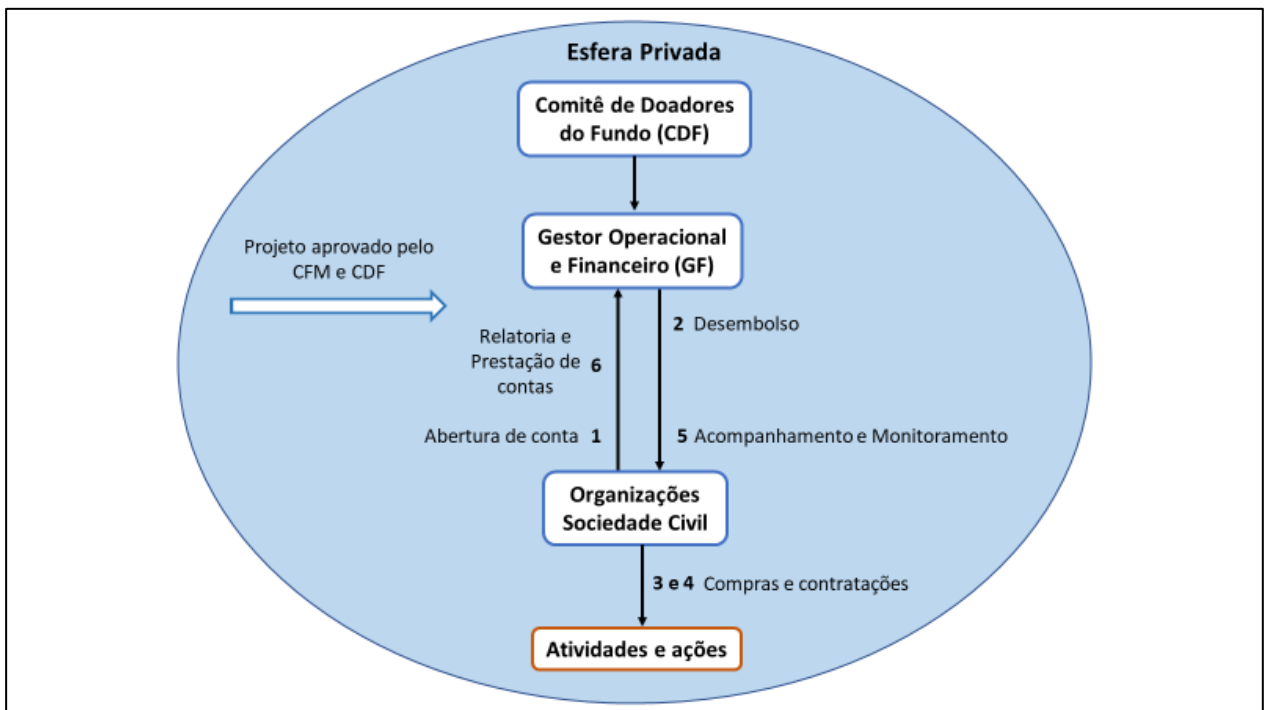 Esfera Privada
Comitê de Doadores
do Fundo (CDF)
Gestor Operacional
e Financeiro (GF)
Projeto aprovado pelo
CFM e CDF
2 Desembolso
Relatoria e
Prestação de 6
contas
Abertura de conta 1
5 Acompanhamento e Monitoramento
Organizações
Sociedade Civil
3 e 4 Compras e contratações
Atividades e ações